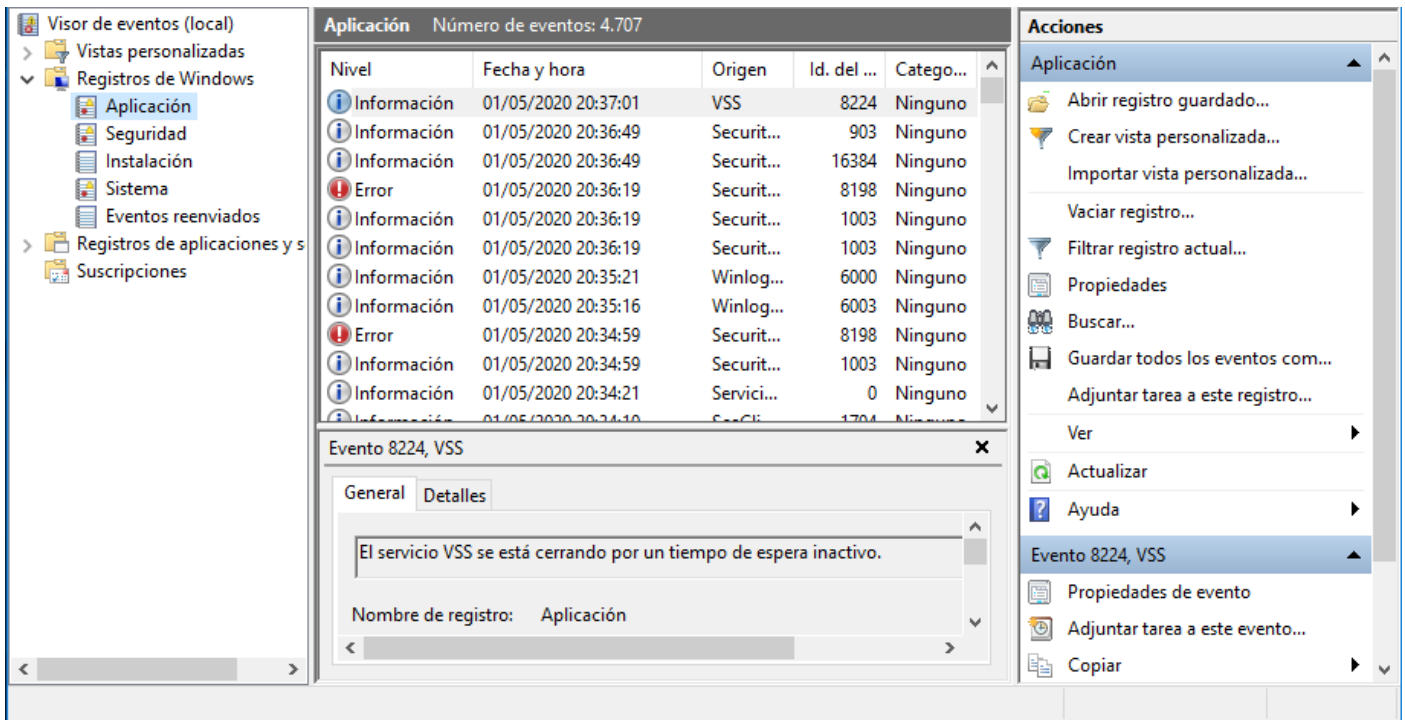 Visor de eventos (local)
Vistas personalizadas
Registros de Windows
Aplicación
Seguridad
Instalación
Sistema
Eventos reenviados
Registros de aplicaciones y s
Suscripciones
Aplicación Número de eventos: 4.707
Nivel Fecha y hora Origen Id. del ... Catego...
Información 01/05/2020 20:37:01 VSS 8224 Ninguno
Información 01/05/2020 20:36:49 Securit... 903 Ninguno
Información 01/05/2020 20:36:49 Securit... 16384 Ninguno
Error 01/05/2020 20:36:19 Securit... 8198 Ninguno
Información 01/05/2020 20:36:19 Securit... 1003 Ninguno
Información 01/05/2020 20:36:19 Securit... 1003 Ninguno
Información 01/05/2020 20:35:21 Winlog... 6000 Ninguno
Información 01/05/2020 20:35:16 Winlog... 6003 Ninguno
Error 01/05/2020 20:34:59 Securit... 8198 Ninguno
Información 01/05/2020 20:34:59 Securit... 1003 Ninguno
Información 01/05/2020 20:34:21 Servici... 0 Ninguno
Evento 8224, VSS
General Detalles
El servicio VSS se está cerrando por un tiempo de espera inactivo.
Nombre de registro: Aplicación
Acciones
Aplicación
Abrir registro guardado...
Crear vista personalizada...
Importar vista personalizada...
Vaciar registro...
Filtrar registro actual...
Propiedades
Buscar...
Guardar todos los eventos com...
Adjuntar tarea a este registro...
Ver
Actualizar
Ayuda
Evento 8224, VSS
Propiedades de evento
Adjuntar tarea a este evento...
Copiar